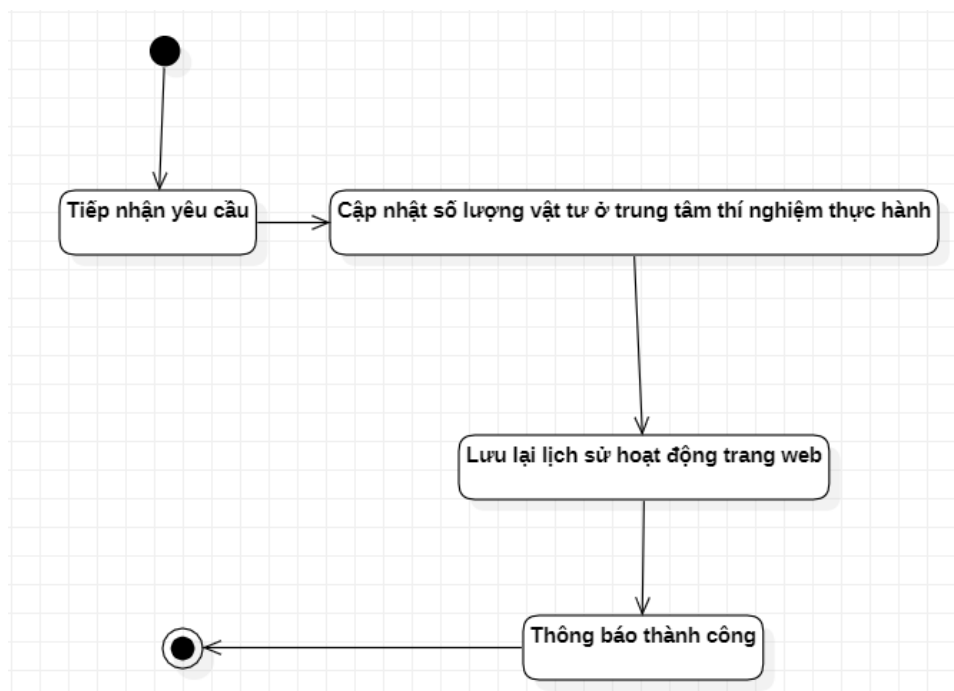 Tiếp nhận yêu cầu
Cập nhật số lượng vật tư ở trung tâm thí nghiệm thực hành
Lưu lại lịch sử hoạt động trang web
Thông báo thành công